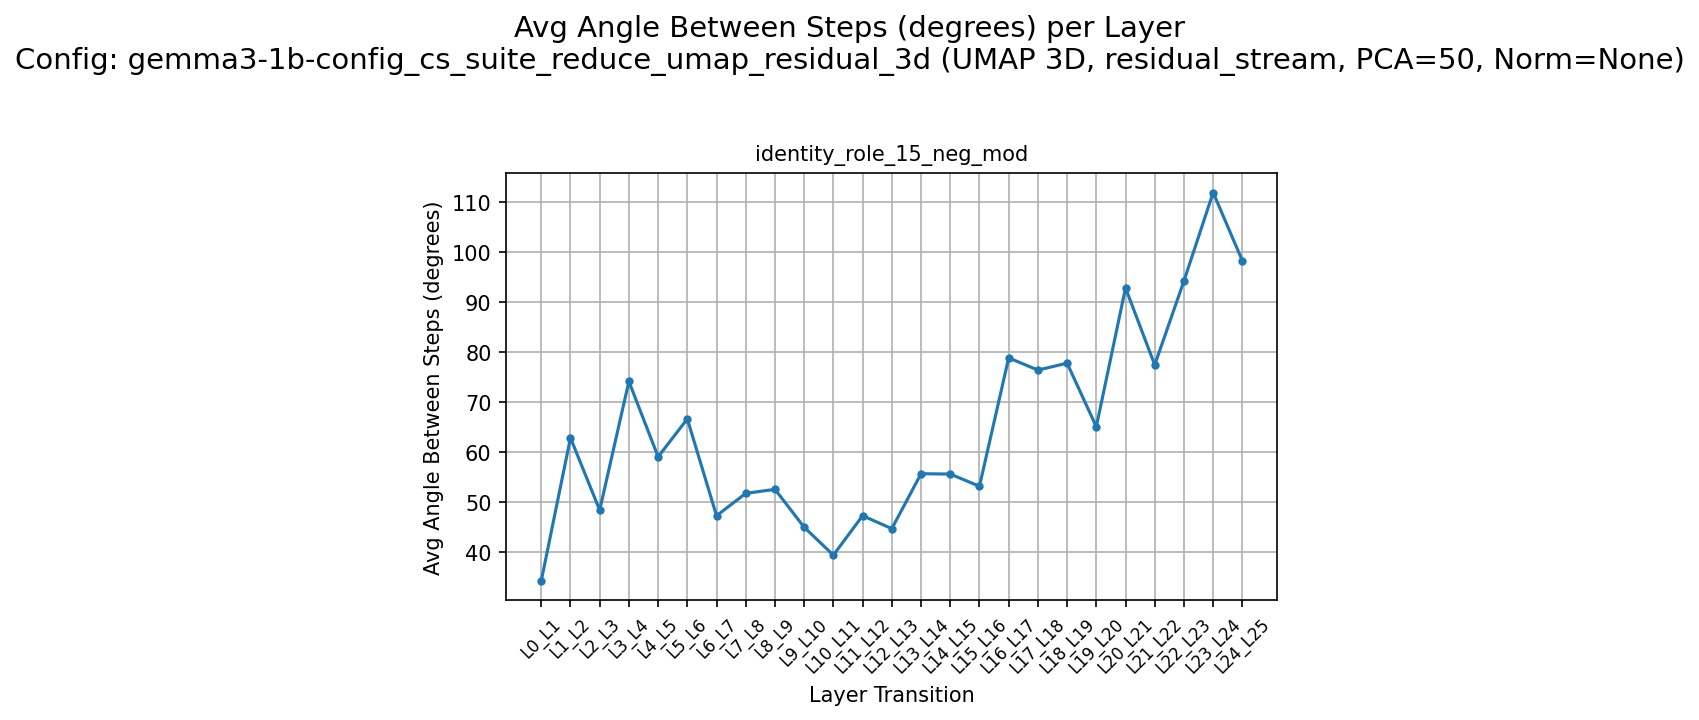 Avg Angle Between Steps (degrees) per Layer
Config: gemma3-1b-config_cs_suite_reduce_umap_residual_3d (UMAP 3D, residual_stream, PCA=50, Norm=None)
identity_role_15_neg_mod
Avg Angle Between Steps (degrees)
110
100
90
80
70
60
50
40
L0_L1
L1_L2
L2_L3
L3_L4
L4_L5
L5_L6
L6_L7
L7_L8
L8_L9
L9_L10
L10_L11
L11_L12
L12_L13
L13_L14
L14_L15
L15_L16
L16_L17
L17_L18
L18_L19
L19_L20
L20_L21
L21_L22
L22_L23
L23_L24
L24_L25
Layer Transition